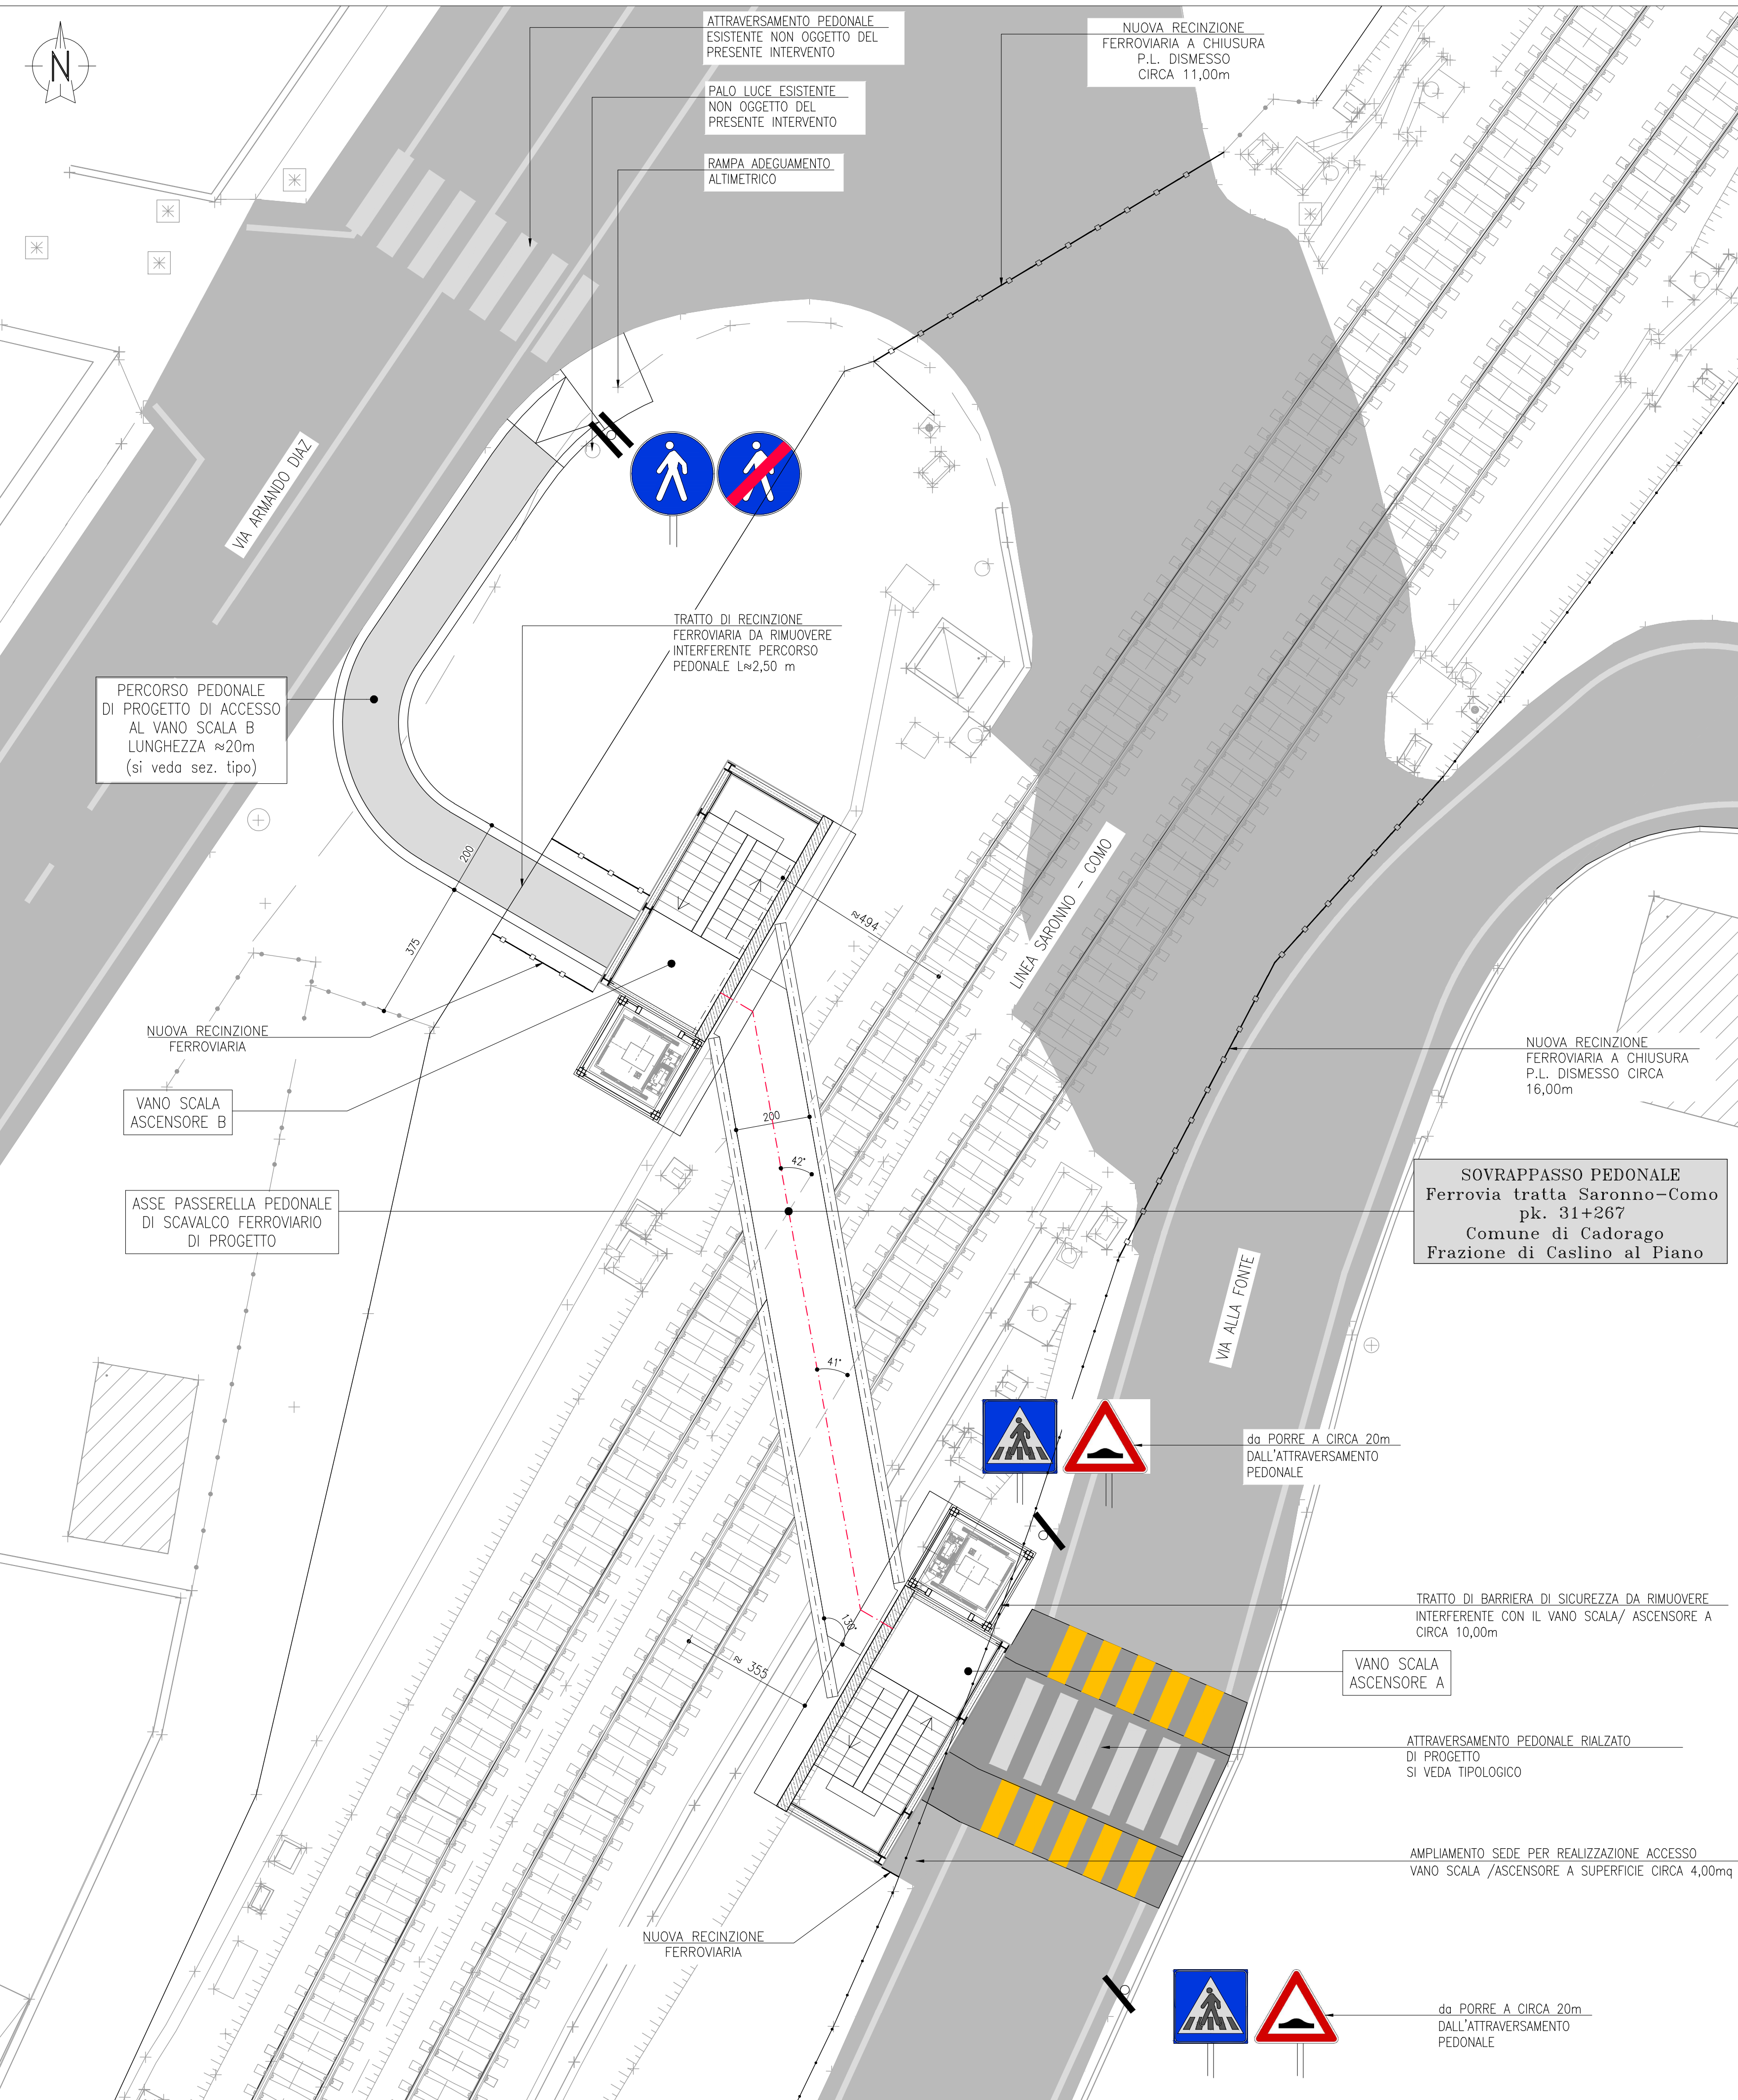 N
ATTRAVERSAMENTO PEDONALE
ESISTENTE NON OGGETTO DEL
PRESENTE INTERVENTO
NUOVA RECINZIONE
FERROVIARIA A CHIUSURA
P.L. DISMESSO
CIRCA 11,00m
PALO LUCE ESISTENTE
NON OGGETTO DEL
PRESENTE INTERVENTO
RAMPA ADEGUAMENTO
ALTIMETRICO
VIA ARMANDO DIAZ
TRATTO DI RECINZIONE
FERROVIARIA DA RIMUOVERE
INTERFERENTE PERCORSO
PEDONALE L≈2,50 m
PERCORSO PEDONALE
DI PROGETTO DI ACCESSO
AL VANO SCALA B
LUNGHEZZA ≈20m
(si veda sez. tipo)
200
375
≈494
LINEA SARONNO - COMO
NUOVA RECINZIONE
FERROVIARIA
NUOVA RECINZIONE
FERROVIARIA A CHIUSURA
P.L. DISMESSO CIRCA
16,00m
VANO SCALA
ASCENSORE B
200
42°
ASSE PASSERELLA PEDONALE
DI SCAVALCO FERROVIARIO
DI PROGETTO
SOVRAPPASSO PEDONALE
Ferrovia tratta Saronno-Como
pk. 31+267
Comune di Cadorago
Frazione di Caslino al Piano
VIA ALLA FONTE
41°
da PORRE A CIRCA 20m
DALL'ATTRAVERSAMENTO
PEDONALE
TRATTO DI BARRIERA DI SICUREZZA DA RIMUOVERE
INTERFERENTE CON IL VANO SCALA/ ASCENSORE A
CIRCA 10,00m
130°
≈ 355
VANO SCALA
ASCENSORE A
ATTRAVERSAMENTO PEDONALE RIALZATO
DI PROGETTO
SI VEDA TIPOLOGICO
AMPLIAMENTO SEDE PER REALIZZAZIONE ACCESSO
VANO SCALA /ASCENSORE A SUPERFICIE CIRCA 4,00mq
NUOVA RECINZIONE
FERROVIARIA
da PORRE A CIRCA 20m
DALL'ATTRAVERSAMENTO
PEDONALE